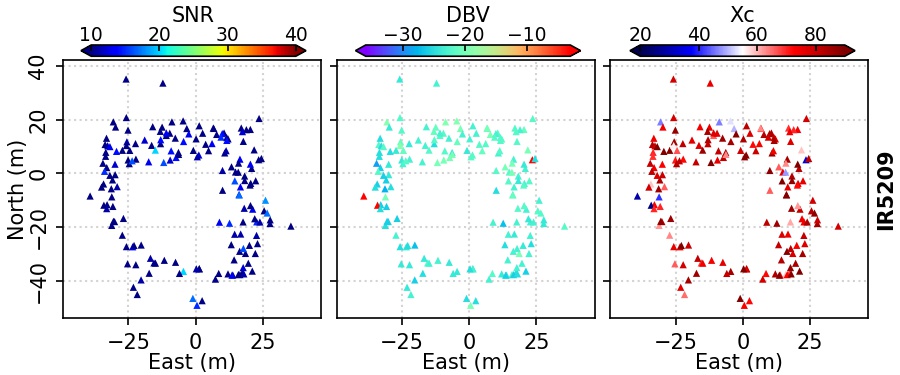 SNR DBV Xc
10 20 30 40 −30 −20 −10 20 40 60 80
40
20
0
−20
−40
North (m)
−25 0 25 −25 0 25 −25 0 25
East (m) East (m) East (m)
IR5209